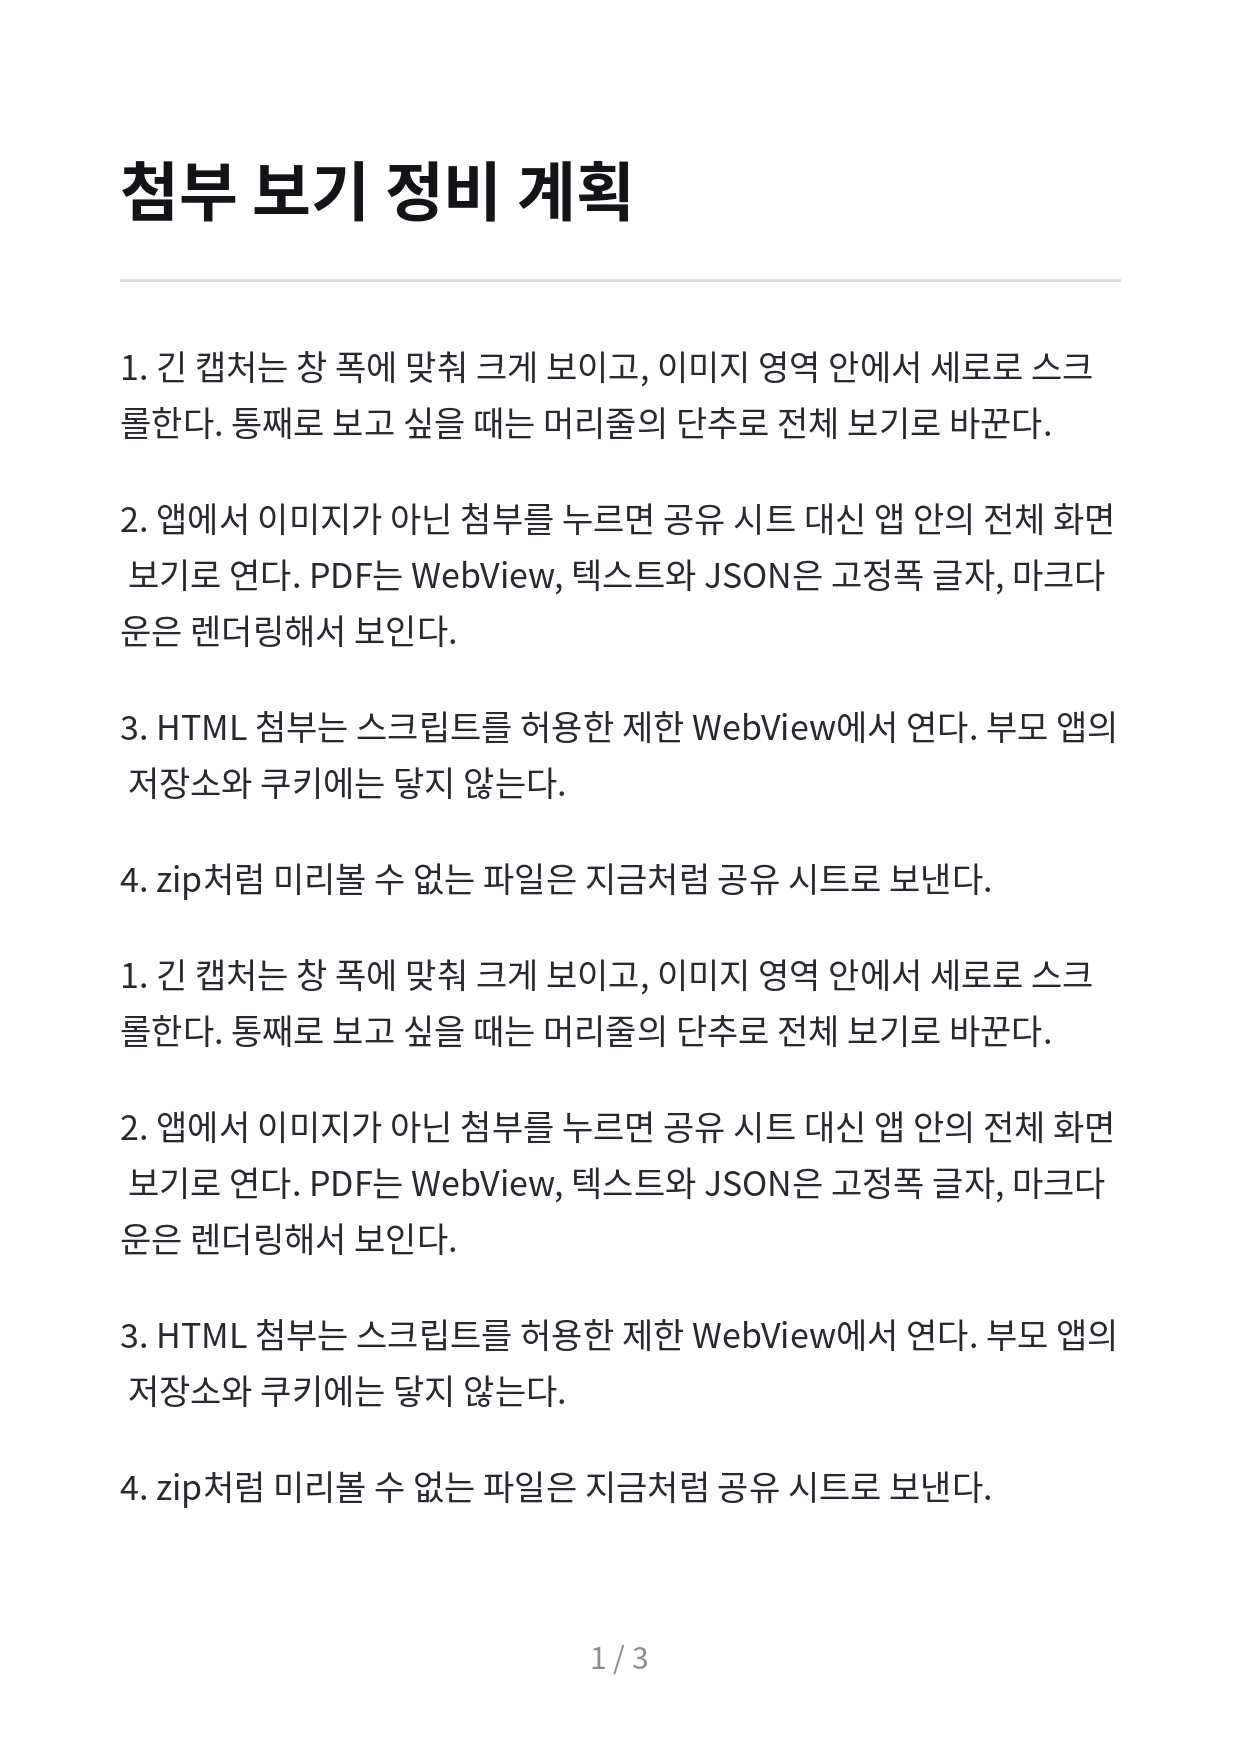 첨부 보기 정비 계획
1. 긴 캡처는 창 폭에 맞춰 크게 보이고, 이미지 영역 안에서 세로로 스크
롤한다. 통째로 보고 싶을 때는 머리줄의 단추로 전체 보기로 바꾼다.
2. 앱에서 이미지가 아닌 첨부를 누르면 공유 시트 대신 앱 안의 전체 화면
보기로 연다. PDF는 WebView, 텍스트와 JSON은 고정폭 글자, 마크다
운은 렌더링해서 보인다.
3. HTML 첨부는 스크립트를 허용한 제한 WebView에서 연다. 부모 앱의
저장소와 쿠키에는 닿지 않는다.
4. zip처럼 미리볼 수 없는 파일은 지금처럼 공유 시트로 보낸다.
1. 긴 캡처는 창 폭에 맞춰 크게 보이고, 이미지 영역 안에서 세로로 스크
롤한다. 통째로 보고 싶을 때는 머리줄의 단추로 전체 보기로 바꾼다.
2. 앱에서 이미지가 아닌 첨부를 누르면 공유 시트 대신 앱 안의 전체 화면
보기로 연다. PDF는 WebView, 텍스트와 JSON은 고정폭 글자, 마크다
운은 렌더링해서 보인다.
3. HTML 첨부는 스크립트를 허용한 제한 WebView에서 연다. 부모 앱의
저장소와 쿠키에는 닿지 않는다.
4. zip처럼 미리볼 수 없는 파일은 지금처럼 공유 시트로 보낸다.
1 / 3